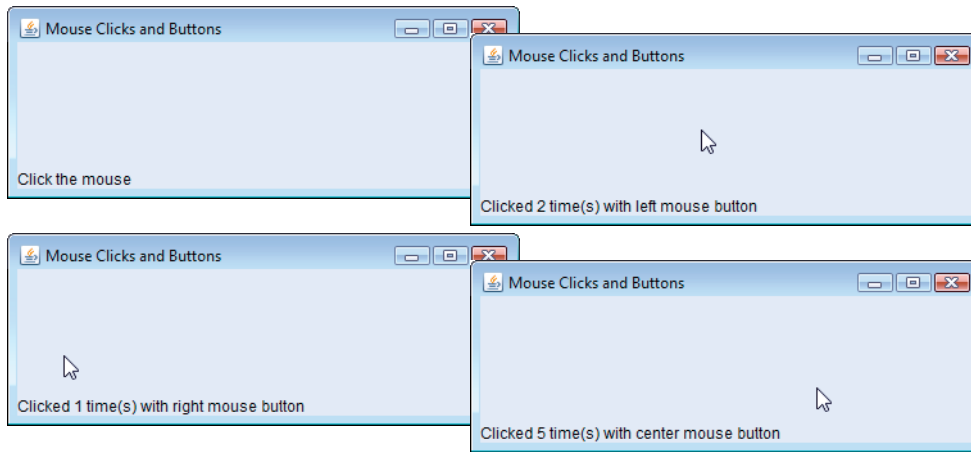 Mouse Clicks and Buttons
Click the mouse
Mouse Clicks and Buttons
Clicked 2 time(s) with left mouse button
Mouse Clicks and Buttons
Clicked 1 time(s) with right mouse button
Mouse Clicks and Buttons
Clicked 5 time(s) with center mouse button